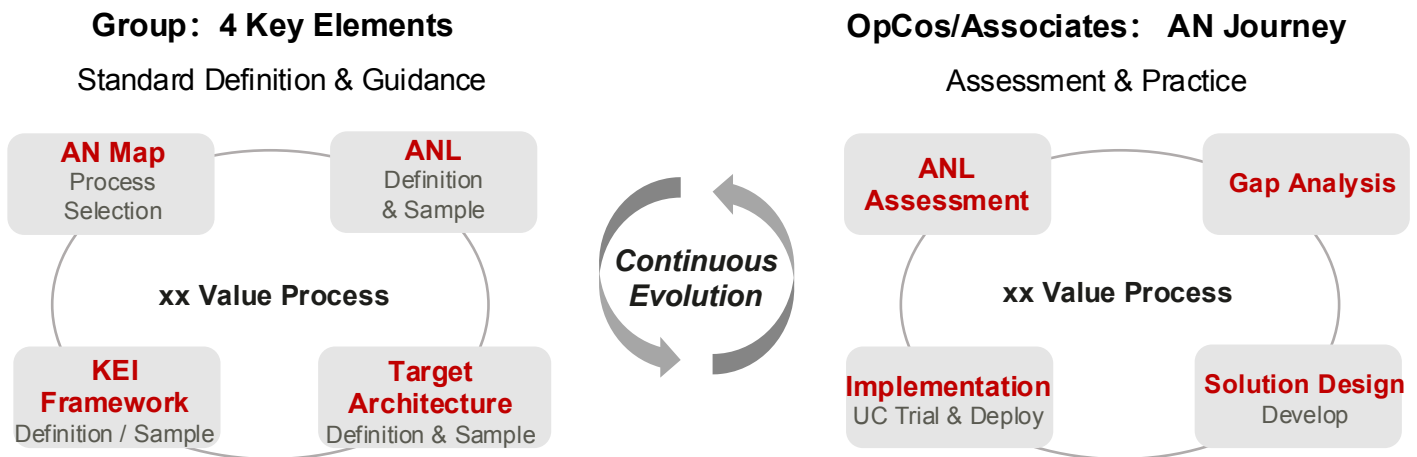 Group： 4 Key Elements
Standard Definition & Guidance
AN Map
Process
Selection
ANL
Definition
& Sample
xx Value Process
KEI
Framework
Definition / Sample
Target
Architecture
Definition & Sample
Continuous
Evolution
OpCos/Associates： AN Journey
Assessment & Practice
ANL
Assessment
Gap Analysis
xx Value Process
Implementation
UC Trial & Deploy
Solution Design
Develop